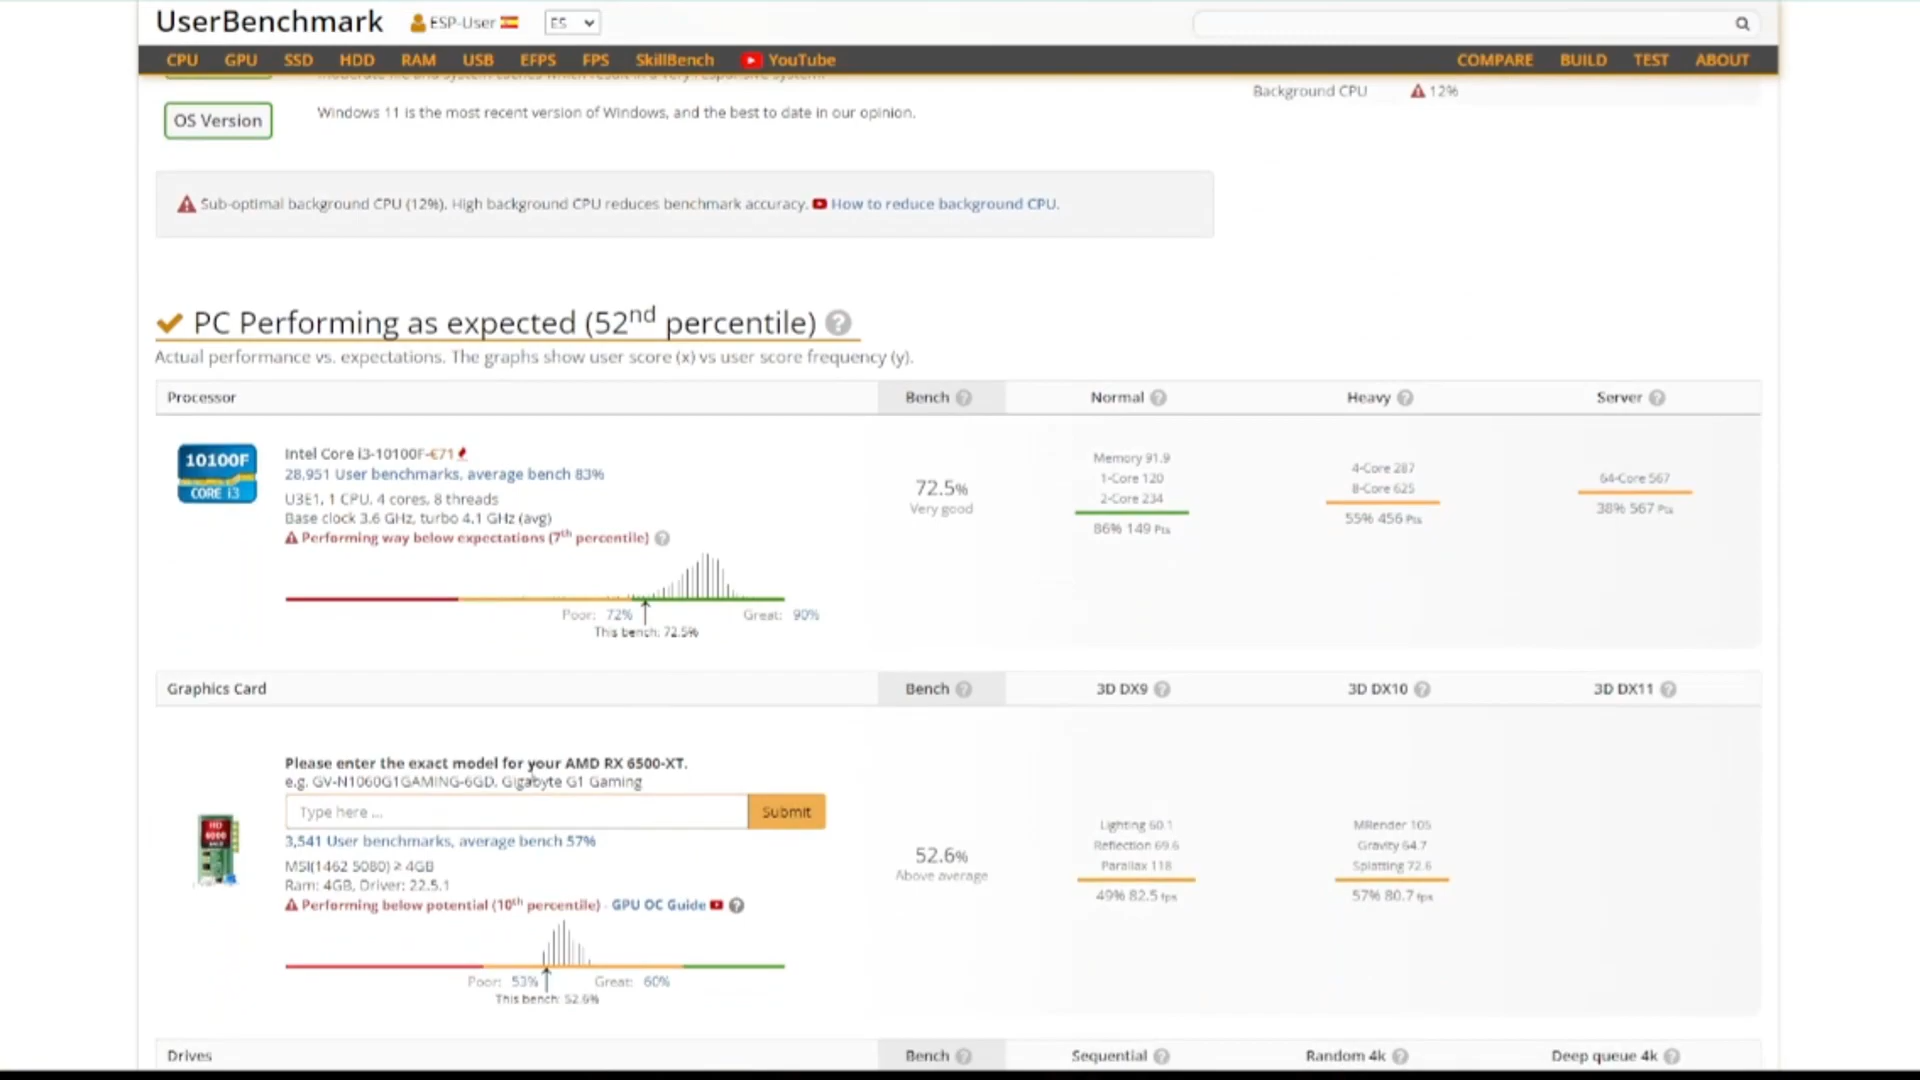 UserBenchmark ESP-User ES
CPU GPU SSD HDD RAM USB EFPS FPS SkillBench YouTube COMPARE BUILD TEST ABOUT
Background CPU 12%
OS Version Windows 11 is the most recent version of Windows, and the best to date in our opinion.
Sub-optimal background CPU (12%). High background CPU reduces benchmark accuracy. How to reduce background CPU.
PC Performing as expected (52nd percentile) ?
Actual performance vs. expectations. The graphs show user score (x) vs user score frequency (y).
Processor Bench ? Normal ? Heavy ? Server ?
10100F
CORE i3
Intel Core i3-10100F-€71
28,951 User benchmarks, average bench 83%
U3E1, 1 CPU, 4 cores, 8 threads
Base clock 3.6 GHz, turbo 4.1 GHz (avg)
Performing way below expectations (7th percentile) ?
Poor: 72% Great: 90%
This bench: 72.5%
72.5%
Very good
Memory 91.9
1-Core 120
2-Core 234
86% 149 Pts
4-Core 287
8-Core 625
55% 456 Pts
64-Core 567
38% 567 Pts
Graphics Card Bench ? 3D DX9 ? 3D DX10 ? 3D DX11 ?
Please enter the exact model for your AMD RX 6500-XT.
e.g. GV-N1060G1GAMING-6GD, Gigabyte G1 Gaming
Type here ... Submit
3,541 User benchmarks, average bench 57%
MSI(1462 5080) ≥ 4GB
Ram: 4GB, Driver: 22.5.1
Performing below potential (10th percentile) - GPU OC Guide ?
Poor: 53% Great: 60%
This bench: 52.6%
52.6%
Above average
Lighting 60.1
Reflection 69.6
Parallax 118
49% 82.5 fps
MRender 105
Gravity 64.7
Splatting 72.6
57% 80.7 fps
Drives Bench ? Sequential ? Random 4k ? Deep queue 4k ?